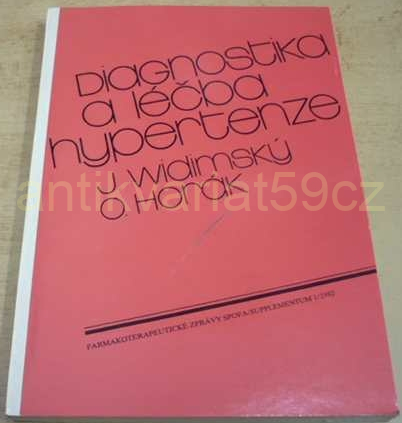 Diagnostika
a léčba
hypertenze
J. Widimský
O. Horák
antikvariat59cz
FARMAKOTERAPEUTICKÉ ZPRÁVY SPOFA/SUPPLEMENTUM 1/1982